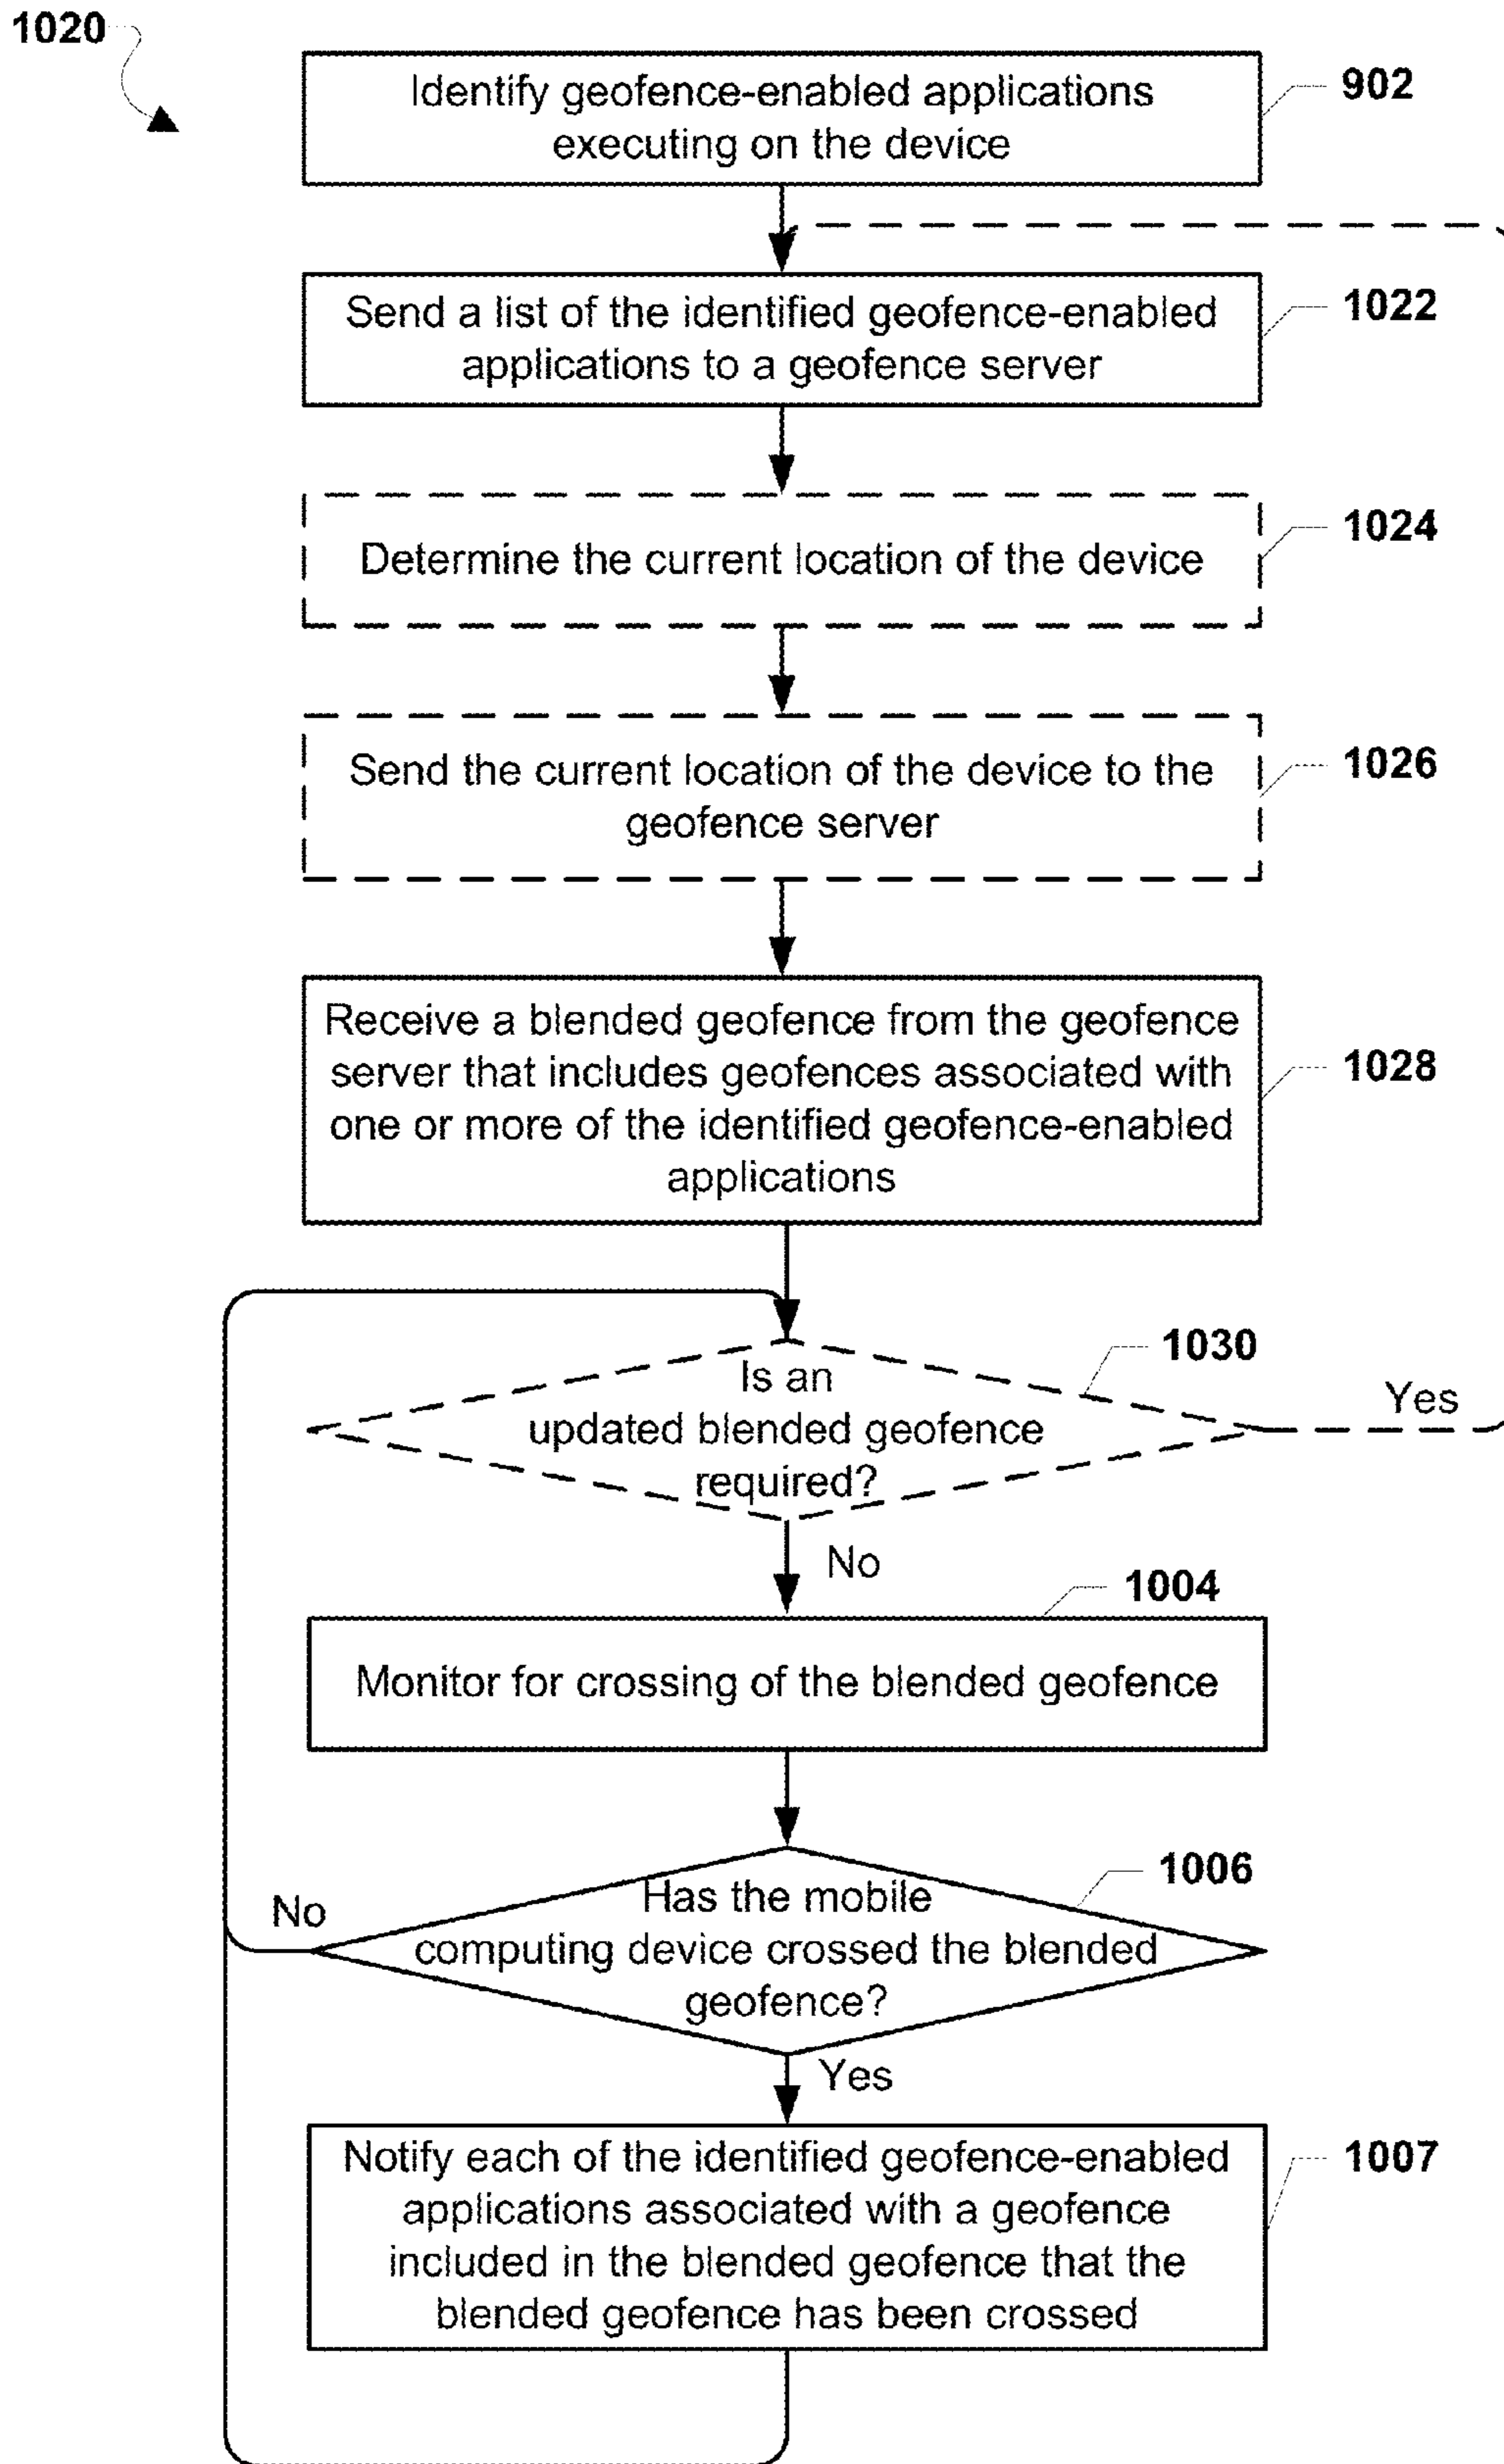 1020
Identify geofence-enabled applications
executing on the device
902
Send a list of the identified geofence-enabled
applications to a geofence server
1022
Determine the current location of the device
1024
Send the current location of the device to the
geofence server
1026
Receive a blended geofence from the geofence
server that includes geofences associated with
one or more of the identified geofence-enabled
applications
1028
Is an
updated blended geofence
required?
1030
Yes
No
Monitor for crossing of the blended geofence
1004
Has the mobile
computing device crossed the blended
geofence?
1006
No
Yes
Notify each of the identified geofence-enabled
applications associated with a geofence
included in the blended geofence that the
blended geofence has been crossed
1007